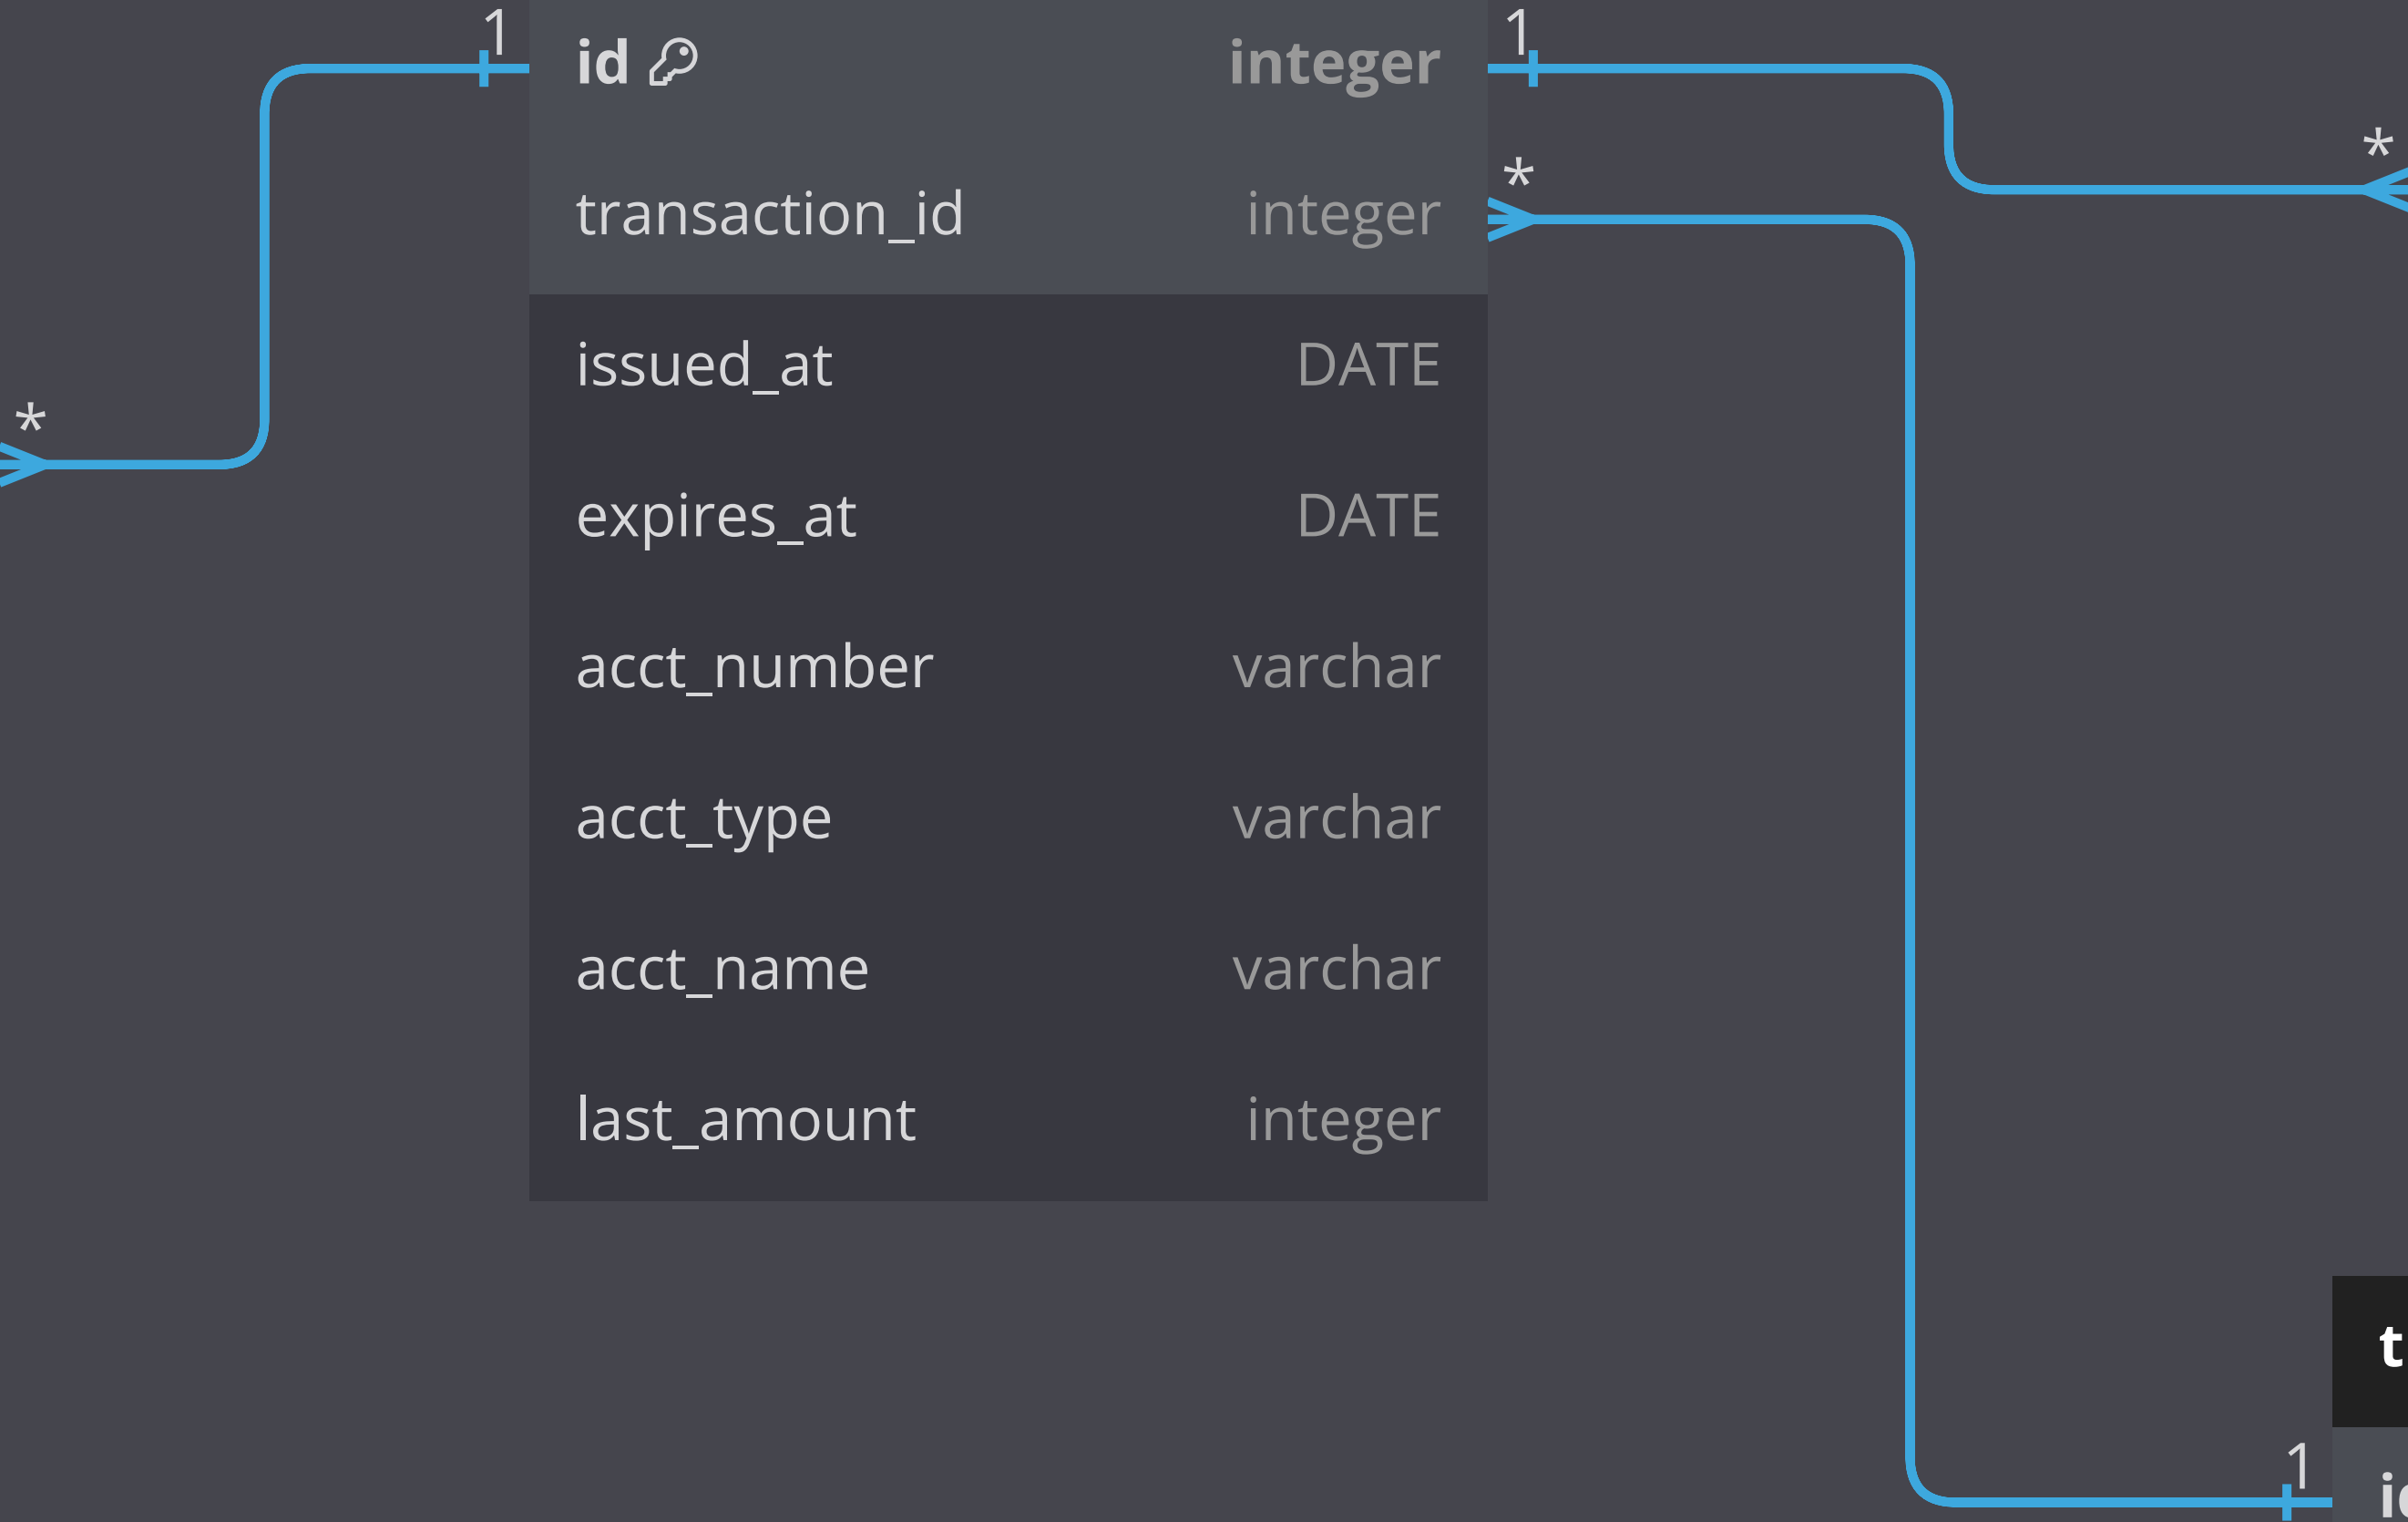 1 id integer 1
*
transaction_id integer *
issued_at DATE
*
expires_at DATE
acct_number varchar
acct_type varchar
acct_name varchar
last_amount integer
1